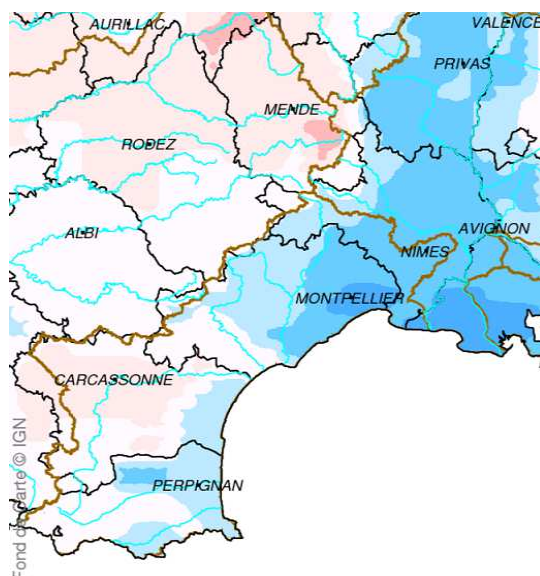 AURILLAC
VALENCE
PRIVAS
MENDE
RODEZ
ALBI
AVIGNON
NIMES
MONTPELLIER
CARCASSONNE
PERPIGNAN
Fond de Carte © IGN